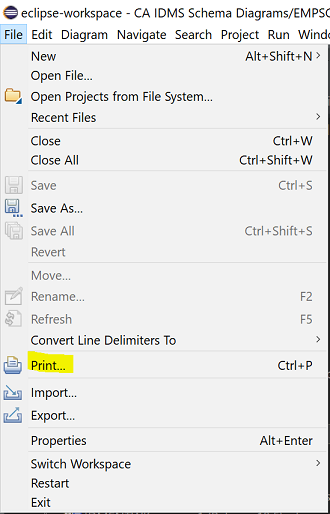 eclipse-workspace - CA IDMS Schema Diagrams/EMPSC
File Edit Diagram Navigate Search Project Run Windo
New Alt+Shift+N >
Open File...
Open Projects from File System...
Recent Files >
Close Ctrl+W
Close All Ctrl+Shift+W
Save Ctrl+S
Save As...
Save All Ctrl+Shift+S
Revert
Move...
Rename... F2
Refresh F5
Convert Line Delimiters To >
Print... Ctrl+P
Import...
Export...
Properties Alt+Enter
Switch Workspace >
Restart
Exit